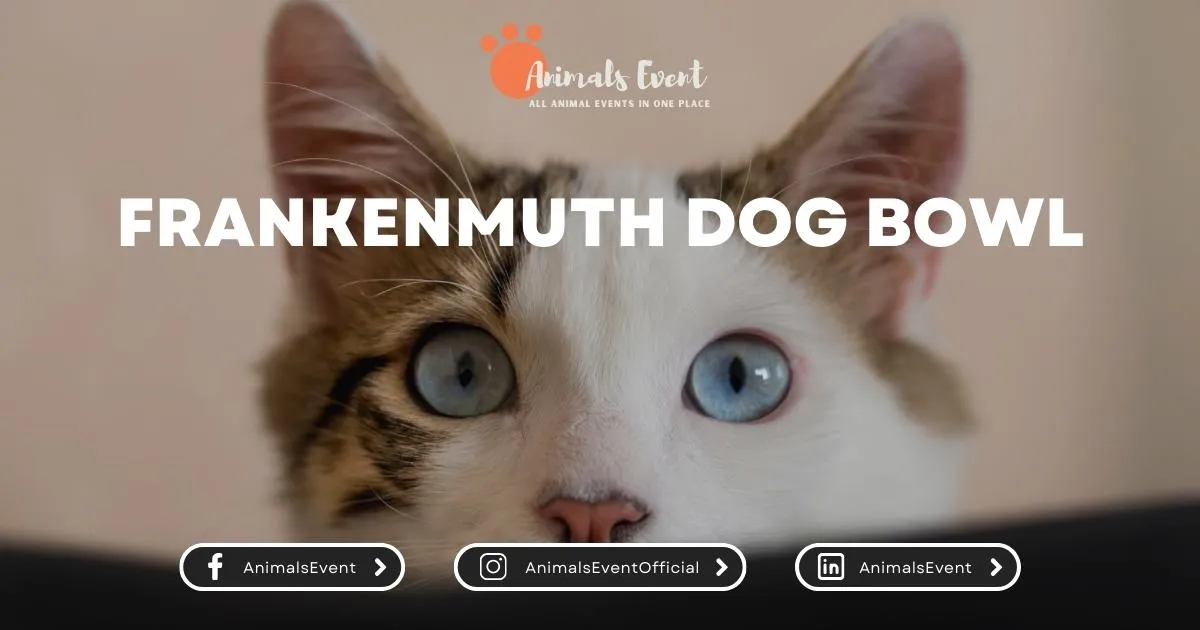 Animals Event
ALL ANIMAL EVENTS IN ONE PLACE
FRANKENMUTH DOG BOWL
AnimalsEvent
AnimalsEventOfficial
AnimalsEvent